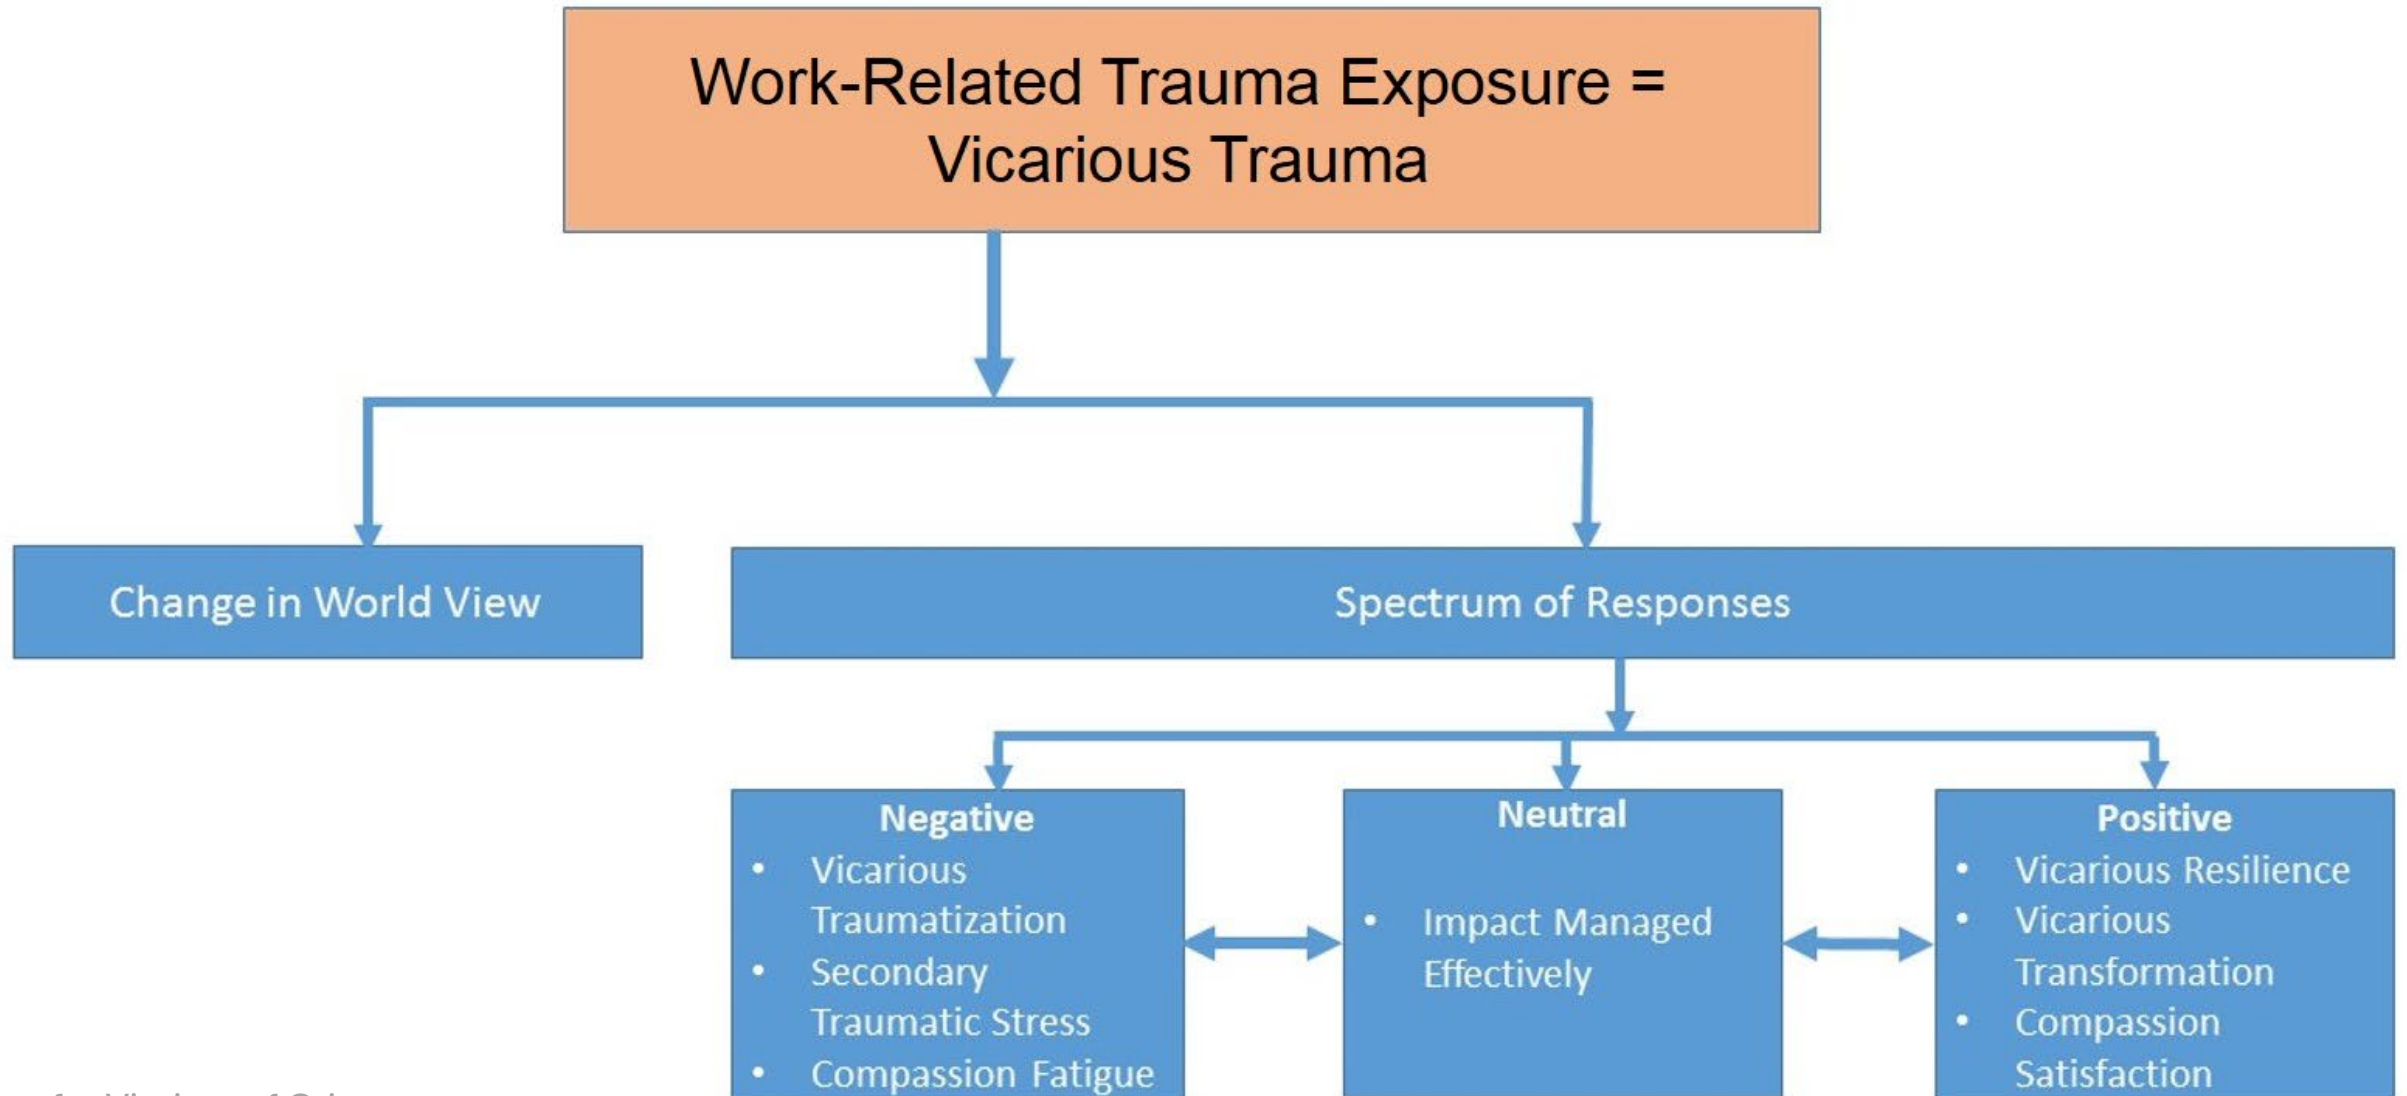 Work-Related Trauma Exposure =
Vicarious Trauma
Change in World View
Spectrum of Responses
Negative
• Vicarious
Traumatization
• Secondary
Traumatic Stress
• Compassion Fatigue
Neutral
• Impact Managed
Effectively
Positive
• Vicarious Resilience
• Vicarious
Transformation
• Compassion
Satisfaction